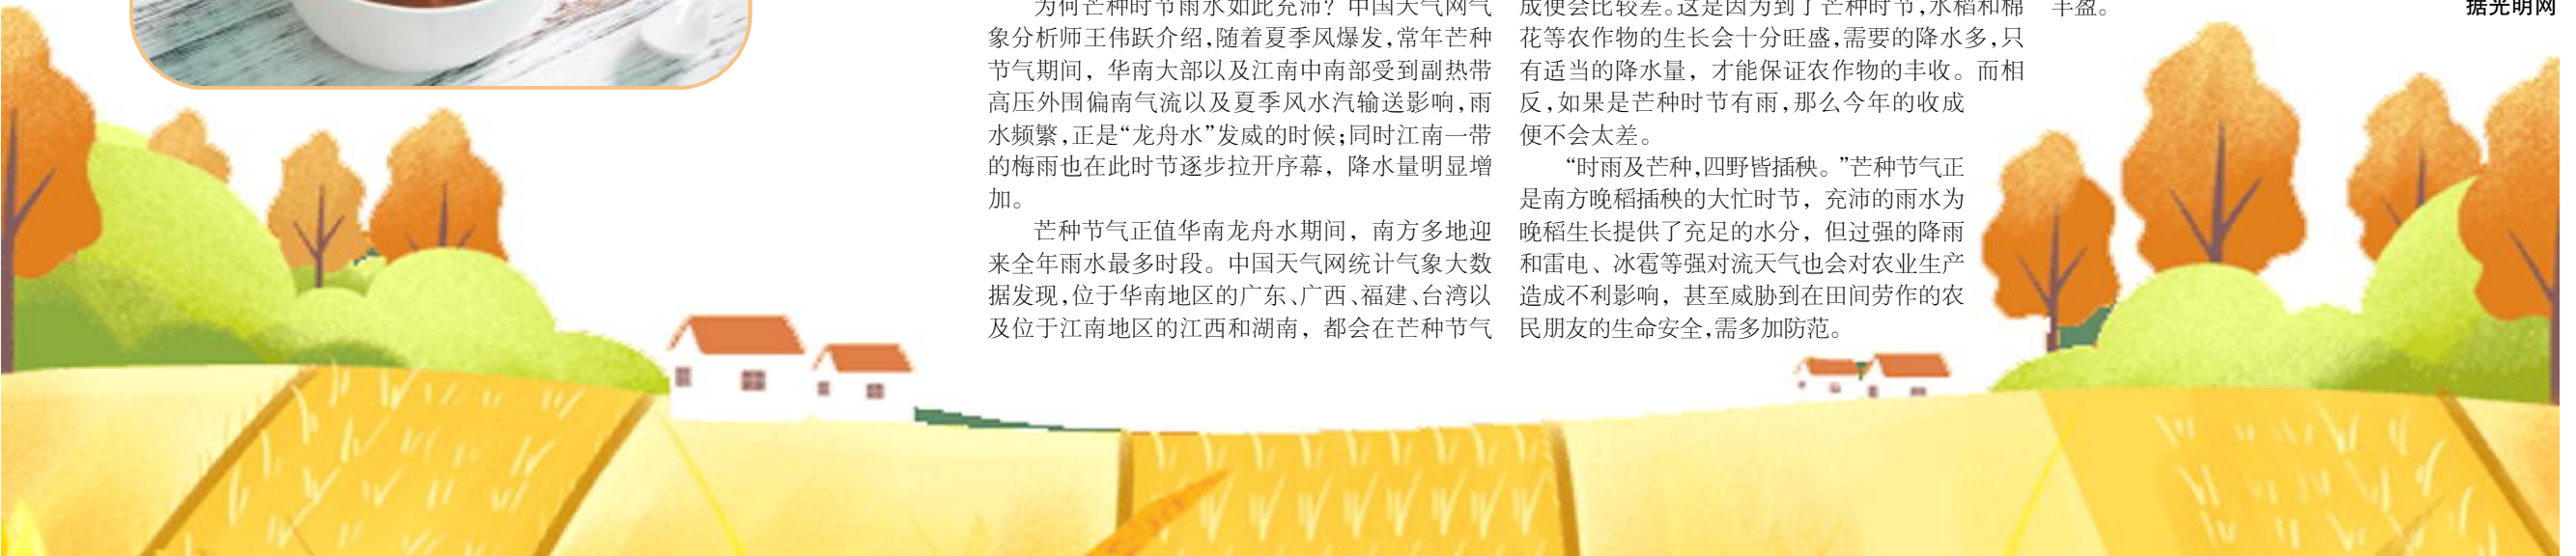 为何芒种时节雨水如此充沛？中国天气网气
象分析师王伟跃介绍,随着夏季风爆发,常年芒种
节气期间，华南大部以及江南中南部受到副热带
高压外围偏南气流以及夏季风水汽输送影响,雨
水频繁,正是“龙舟水”发威的时候;同时江南一带
的梅雨也在此时节逐步拉开序幕，降水量明显增
加。
芒种节气正值华南龙舟水期间，南方多地迎
来全年雨水最多时段。中国天气网统计气象大数
据发现,位于华南地区的广东、广西、福建、台湾以
及位于江南地区的江西和湖南，都会在芒种节气
成便会比较差。这是因为到了芒种时节,水稻和棉
花等农作物的生长会十分旺盛,需要的降水多,只
有适当的降水量，才能保证农作物的丰收。而相
反,如果是芒种时节有雨,那么今年的收成
便不会太差。
“时雨及芒种,四野皆插秧。”芒种节气正
是南方晚稻插秧的大忙时节，充沛的雨水为
晚稻生长提供了充足的水分，但过强的降雨
和雷电、冰雹等强对流天气也会对农业生产
造成不利影响，甚至威胁到在田间劳作的农
民朋友的生命安全,需多加防范。
丰盈。
据光明网